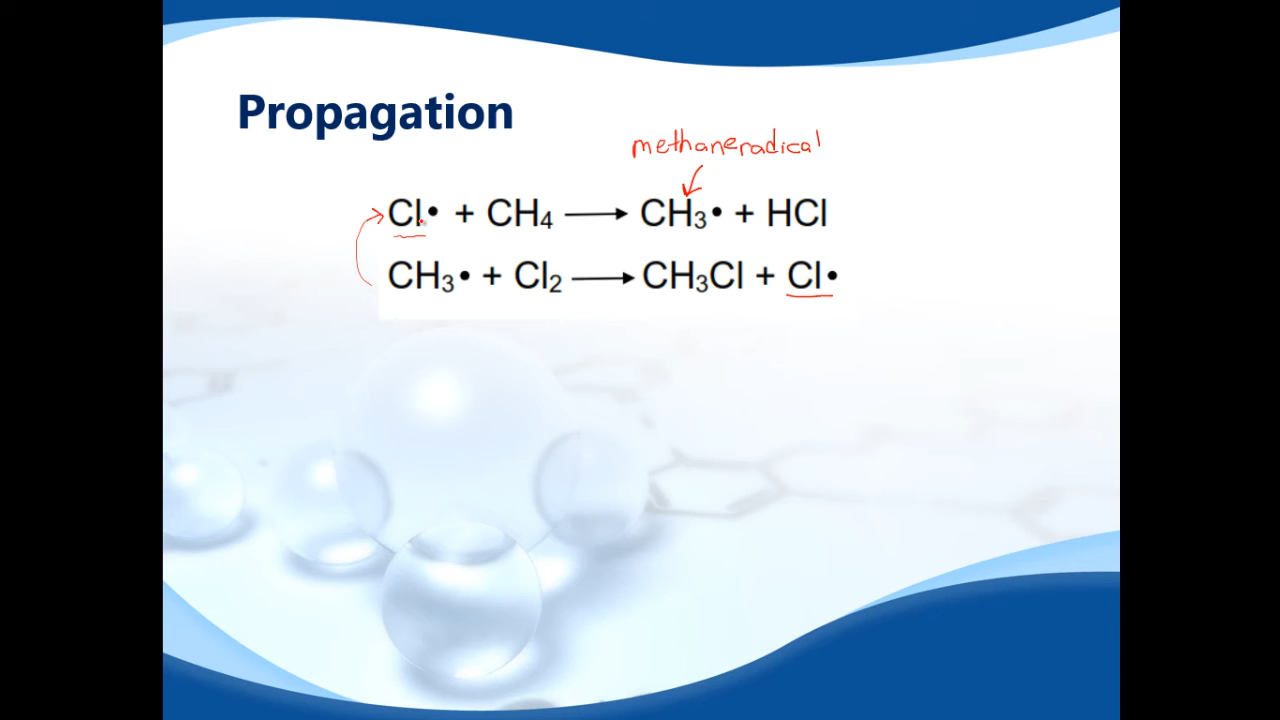 Propagation
methaneradical
Cl• + CH₄ ⟶ CH₃• + HCl
CH₃• + Cl₂ ⟶ CH₃Cl + Cl•